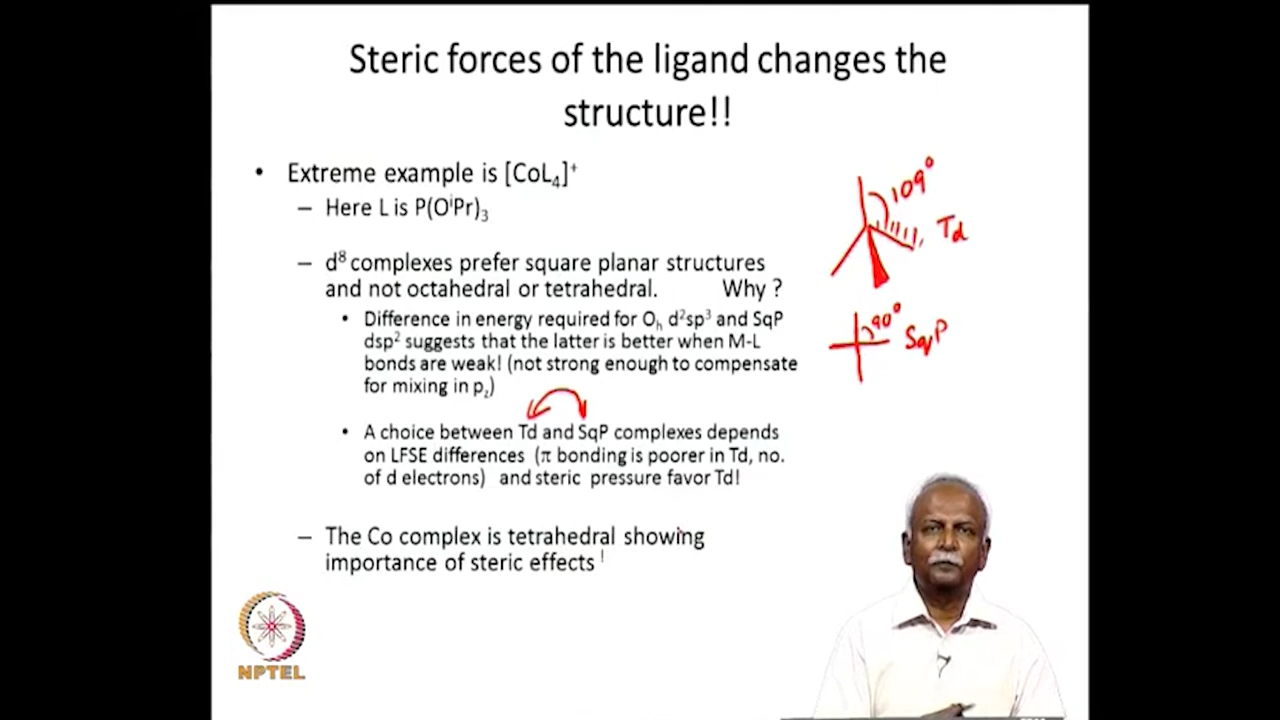 Steric forces of the ligand changes the
structure!!
• Extreme example is [CoL₄]⁺
– Here L is P(OⁱPr)₃
– d⁸ complexes prefer square planar structures
and not octahedral or tetrahedral. Why ?
• Difference in energy required for Oₕ d²sp³ and SqP
dsp² suggests that the latter is better when M-L
bonds are weak! (not strong enough to compensate
for mixing in p_z)
• A choice between Td and SqP complexes depends
on LFSE differences (π bonding is poorer in Td, no.
of d electrons) and steric pressure favor Td!
– The Co complex is tetrahedral showing
importance of steric effects !
109°
Td
90°
SqP
NPTEL